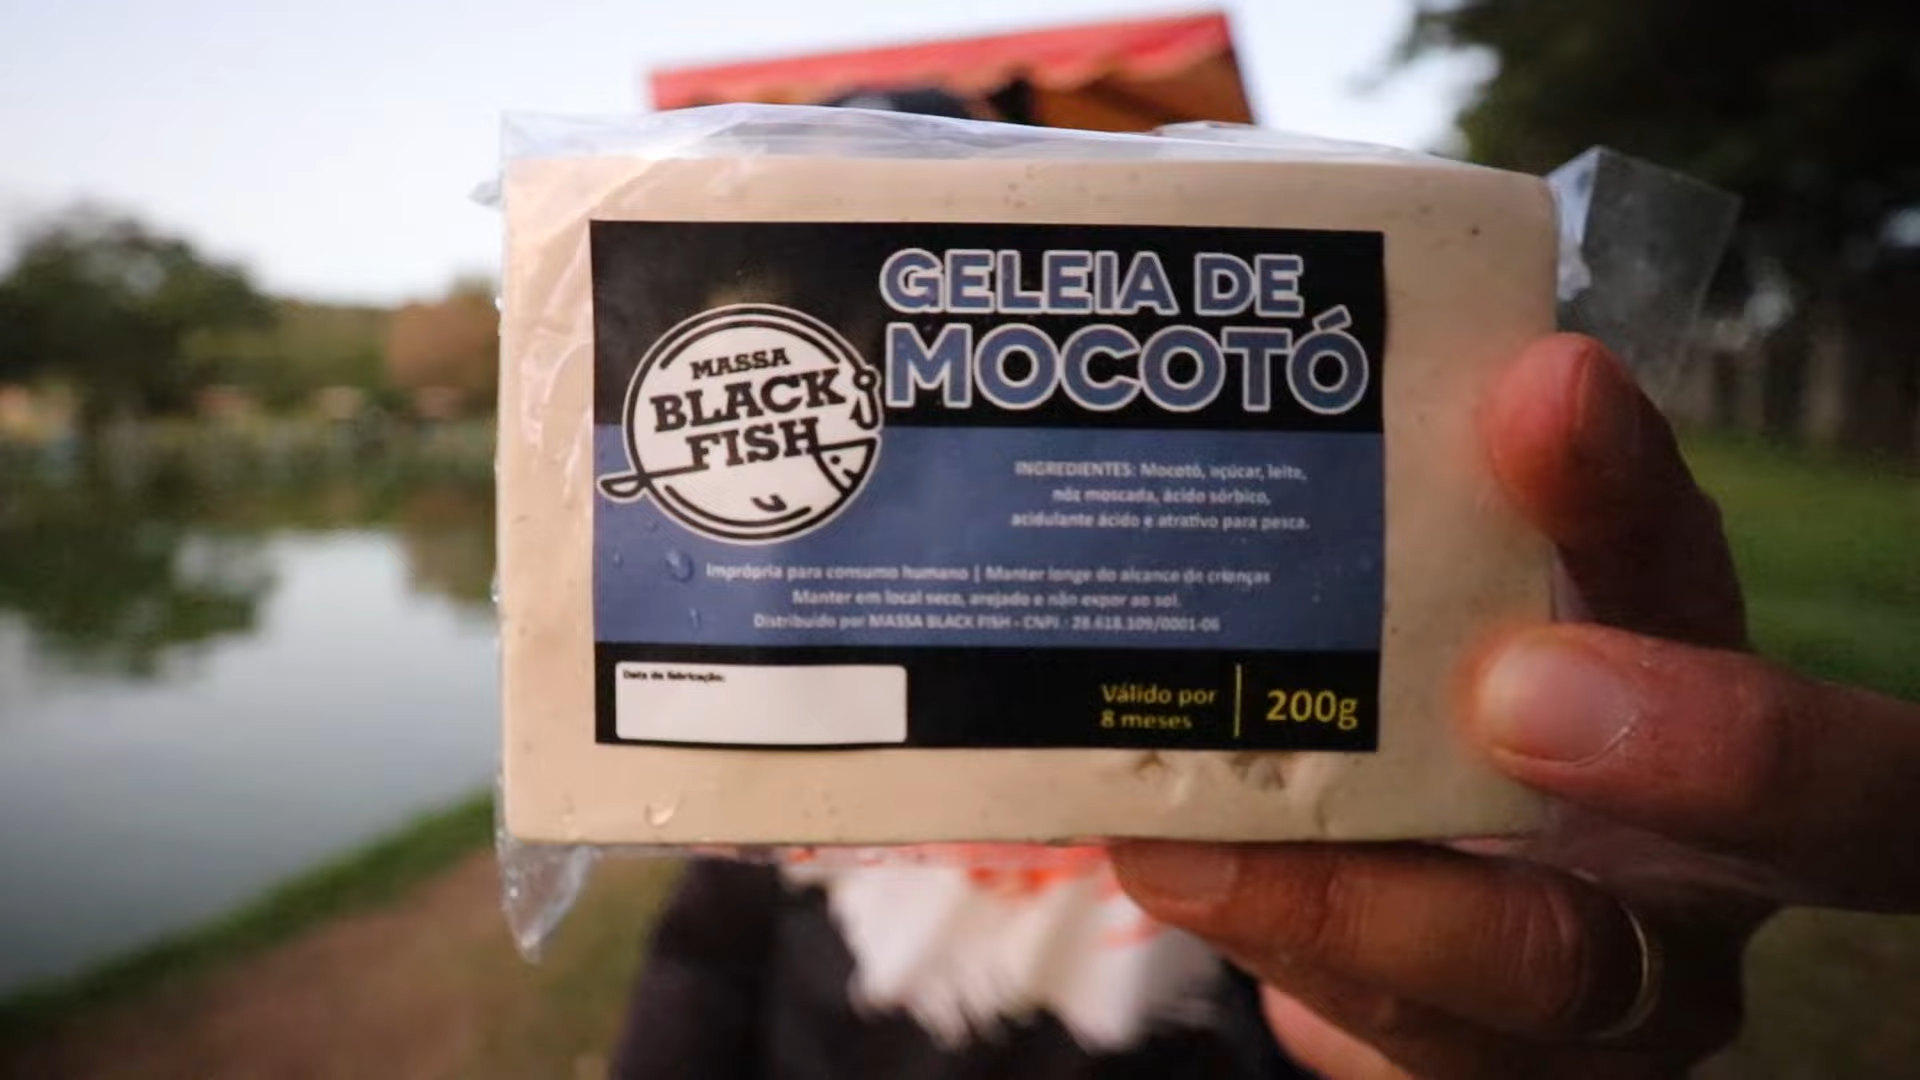 GELEIA DE
MOCOTÓ
MASSA
BLACK
FISH
INGREDIENTES: Mocotó, açúcar, leite,
nóz moscada, ácido sórbico,
acidulante ácido e atrativo para pesca.
Imprópria para consumo humano | Manter longe do alcance de crianças
Manter em local seco, arejado e não expor ao sol.
Distribuido por MASSA BLACK FISH - CNPJ : 28.618.109/0001-06
Data de fabricação:
Válido por
8 meses
200g